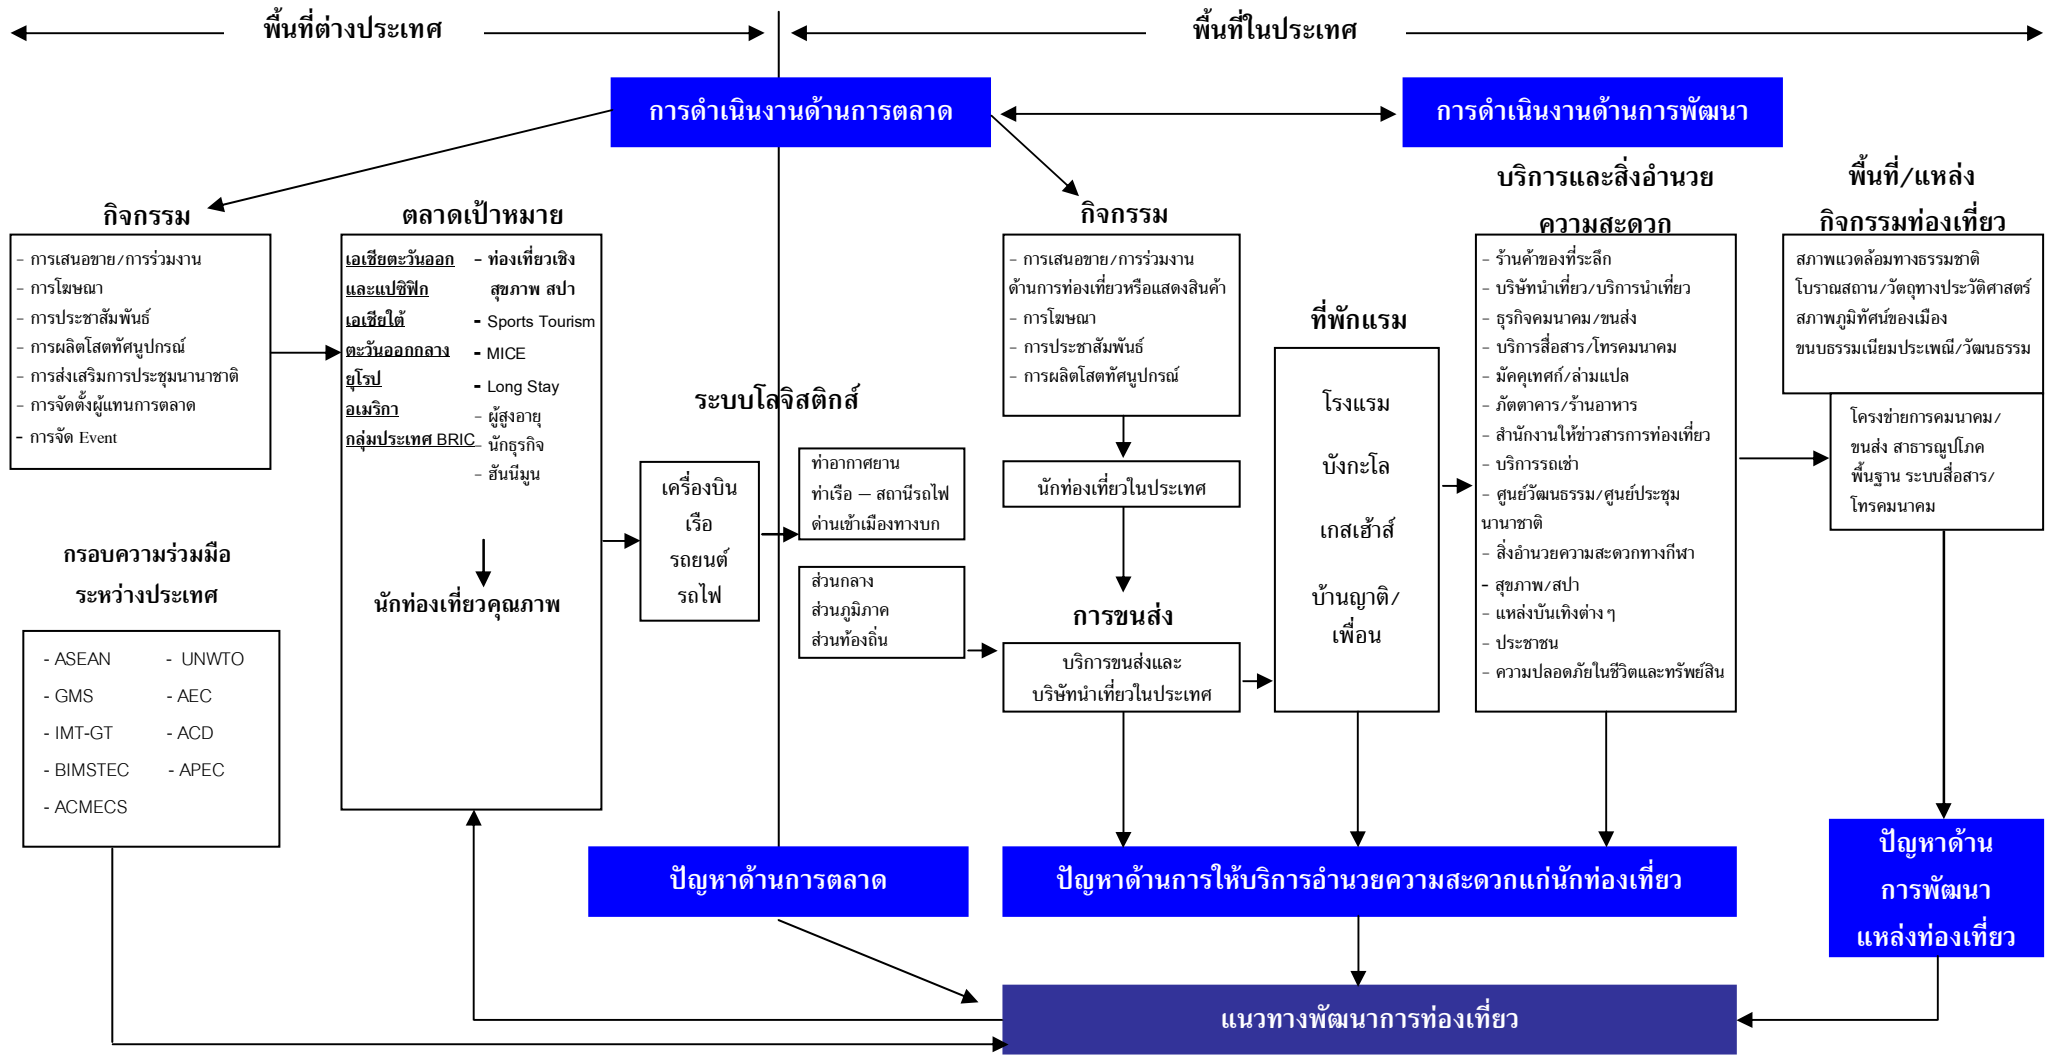 พื้นที่ต่างประเทศ
พื้นที่ในประเทศ
การดำเนินงานด้านการตลาด
การดำเนินงานด้านการพัฒนา
กิจกรรม
- การเสนอขาย/การร่วมงาน
- การโฆษณา
- การประชาสัมพันธ์
- การผลิตโสตทัศนูปกรณ์
- การส่งเสริมการประชุมนานาชาติ
- การจัดตั้งผู้แทนการตลาด
- การจัด Event
ตลาดเป้าหมาย
เอเชียตะวันออก
และแปซิฟิก
เอเชียใต้
ตะวันออกกลาง
ยุโรป
อเมริกา
กลุ่มประเทศ BRIC
- ท่องเที่ยวเชิง
สุขภาพ สปา
- Sports Tourism
- MICE
- Long Stay
- ผู้สูงอายุ
- นักธุรกิจ
- ฮันนีมูน
นักท่องเที่ยวคุณภาพ
กรอบความร่วมมือ
ระหว่างประเทศ
- ASEAN
- GMS
- IMT-GT
- BIMSTEC
- ACMECS
- UNWTO
- AEC
- ACD
- APEC
ระบบโลจิสติกส์
เครื่องบิน
เรือ
รถยนต์
รถไฟ
ท่าอากาศยาน
ท่าเรือ – สถานีรถไฟ
ด่านเข้าเมืองทางบก
ส่วนกลาง
ส่วนภูมิภาค
ส่วนท้องถิ่น
กิจกรรม
- การเสนอขาย/การร่วมงาน
ด้านการท่องเที่ยวหรือแสดงสินค้า
- การโฆษณา
- การประชาสัมพันธ์
- การผลิตโสตทัศนูปกรณ์
นักท่องเที่ยวในประเทศ
การขนส่ง
บริการขนส่งและ
บริษัทนำเที่ยวในประเทศ
ที่พักแรม
โรงแรม
บังกะโล
เกสเฮ้าส์
บ้านญาติ/
เพื่อน
บริการและสิ่งอำนวย
ความสะดวก
- ร้านค้าของที่ระลึก
- บริษัทนำเที่ยว/บริการนำเที่ยว
- ธุรกิจคมนาคม/ขนส่ง
- บริการสื่อสาร/โทรคมนาคม
- มัคคุเทศก์/ล่ามแปล
- ภัตตาคาร/ร้านอาหาร
- สำนักงานให้ข่าวสารการท่องเที่ยว
- บริการรถเช่า
- ศูนย์วัฒนธรรม/ศูนย์ประชุม
นานาชาติ
- สิ่งอำนวยความสะดวกทางกีฬา
- สุขภาพ/สปา
- แหล่งบันเทิงต่าง ๆ
- ประชาชน
- ความปลอดภัยในชีวิตและทรัพย์สิน
พื้นที่/แหล่ง
กิจกรรมท่องเที่ยว
สภาพแวดล้อมทางธรรมชาติ
โบราณสถาน/วัตถุทางประวัติศาสตร์
สภาพภูมิทัศน์ของเมือง
ขนบธรรมเนียมประเพณี/วัฒนธรรม
โครงข่ายการคมนาคม/
ขนส่ง สาธารณูปโภค
พื้นฐาน ระบบสื่อสาร/
โทรคมนาคม
ปัญหาด้านการตลาด
ปัญหาด้านการให้บริการอำนวยความสะดวกแก่นักท่องเที่ยว
ปัญหาด้าน
การพัฒนา
แหล่งท่องเที่ยว
แนวทางพัฒนาการท่องเที่ยว